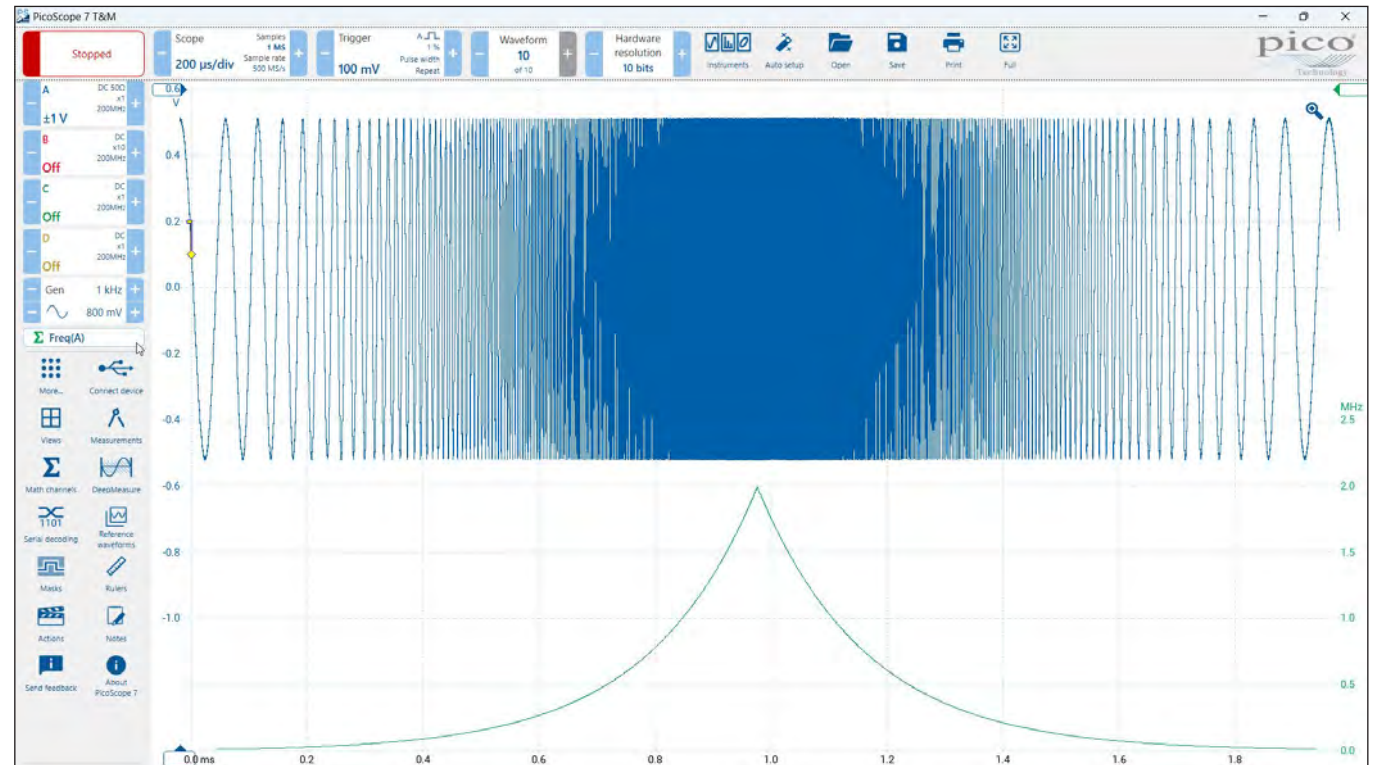 PicoScope 7 T&M
Stopped
Scope
Samples
1 MS
Sample rate
500 MS/s
200 µs/div
Trigger
1 %
Pulse width
Repeat
100 mV
Waveform
10
of 10
Hardware
resolution
10 bits
Instruments
Auto setup
Open
Save
Print
Full
pico
Technology
A
DC 50Ω
x1
200MHz
±1 V
B
DC
x10
200MHz
Off
C
DC
x1
200MHz
Off
D
DC
x1
200MHz
Off
Gen 1 kHz
800 mV
Σ Freq(A)
More...
Connect device
Views
Measurements
Math channels
DeepMeasure
1101
Serial decoding
Reference
waveforms
Masks
Rulers
Actions
Notes
Send feedback
About
PicoScope 7
0.6
V
0.4
0.2
0.0
-0.2
-0.4
-0.6
-0.8
-1.0
MHz
2.5
2.0
1.5
1.0
0.5
0.0
0.0 ms 0.2 0.4 0.6 0.8 1.0 1.2 1.4 1.6 1.8